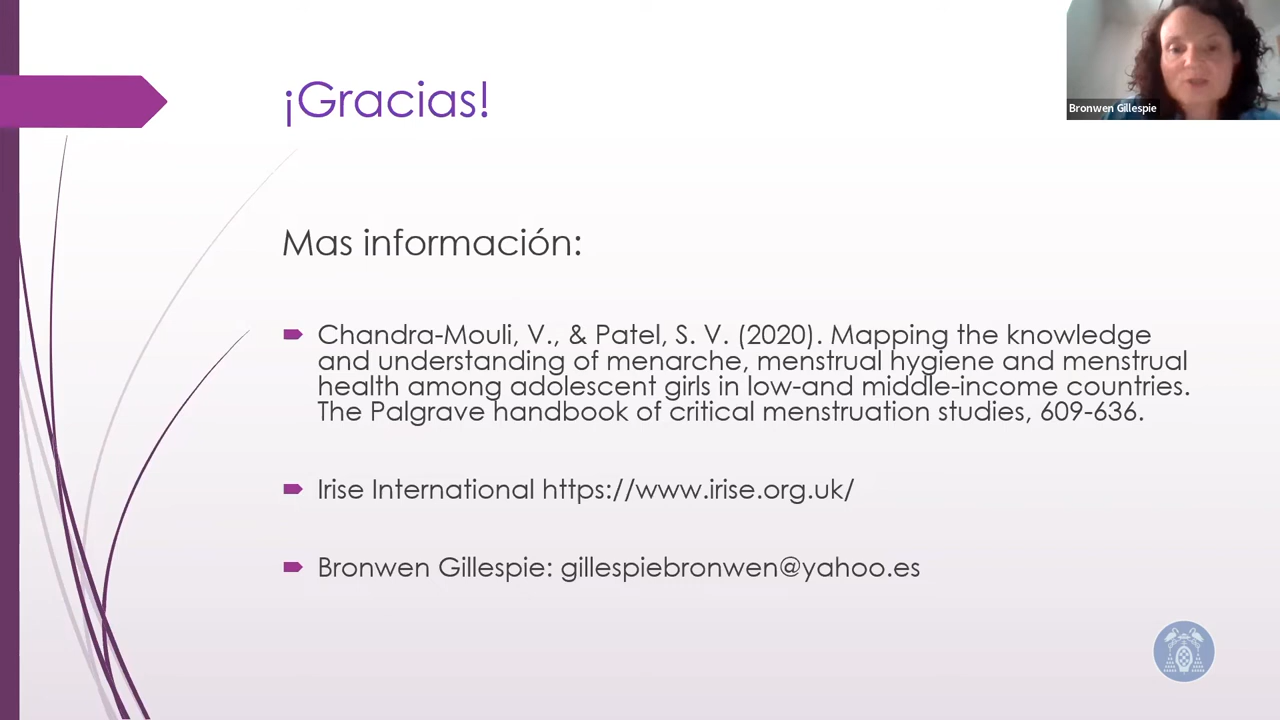 ¡Gracias!
Bronwen Gillespie
Mas información:
Chandra-Mouli, V., & Patel, S. V. (2020). Mapping the knowledge
and understanding of menarche, menstrual hygiene and menstrual
health among adolescent girls in low-and middle-income countries.
The Palgrave handbook of critical menstruation studies, 609-636.
Irise International https://www.irise.org.uk/
Bronwen Gillespie: gillespiebronwen@yahoo.es